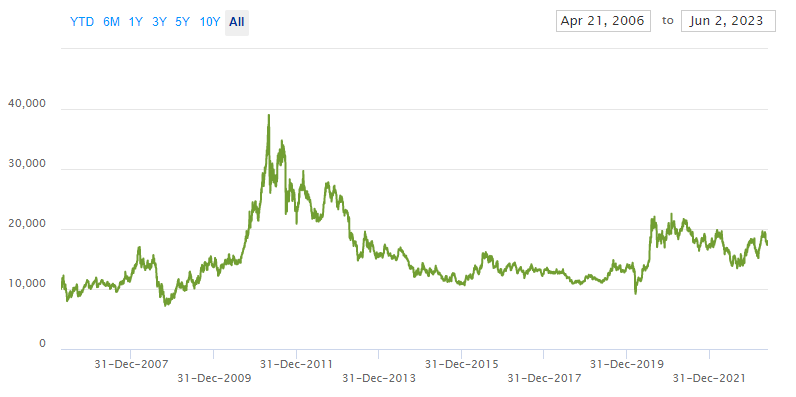 YTD 6M 1Y 3Y 5Y 10Y All Apr 21, 2006 to Jun 2, 2023
40,000
30,000
20,000
10,000
0
31-Dec-2007 31-Dec-2011 31-Dec-2015 31-Dec-2019
31-Dec-2009 31-Dec-2013 31-Dec-2017 31-Dec-2021